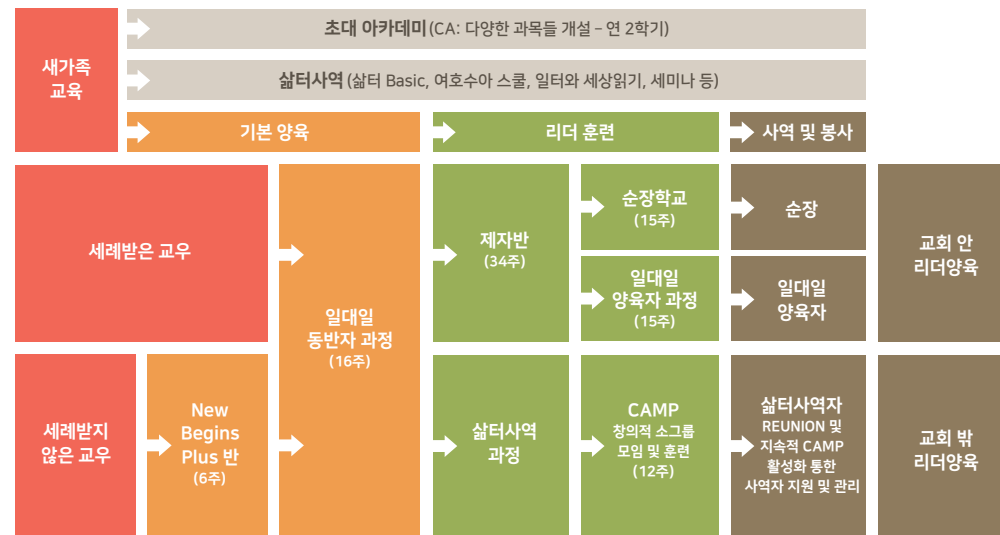 새가족
교육
초대 아카데미 (CA: 다양한 과목들 개설 – 연 2학기)
삶터사역 (삶터 Basic, 여호수아 스쿨, 일터와 세상읽기, 세미나 등)
기본 양육
리더 훈련
사역 및 봉사
세례받은 교우
일대일
동반자 과정
(16주)
제자반
(34주)
순장학교
(15주)
순장
일대일
양육자 과정
(15주)
일대일
양육자
교회 안
리더양육
세례받지
않은 교우
New
Begins
Plus 반
(6주)
삶터사역
과정
CAMP
창의적 소그룹
모임 및 훈련
(12주)
삶터사역자
REUNION 및
지속적 CAMP
활성화 통한
사역자 지원 및 관리
교회 밖
리더양육